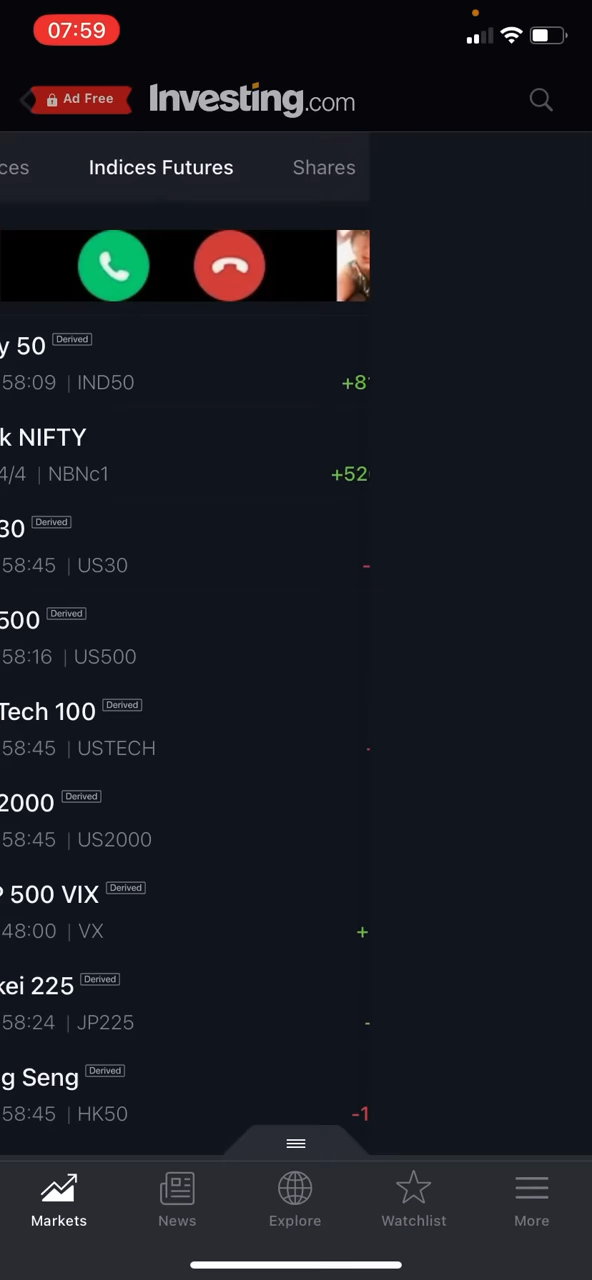 07:59
Ad Free Investing.com
ces Indices Futures Shares
y 50 Derived
58:09 | IND50 +8
k NIFTY
4/4 | NBNc1 +52
30 Derived
58:45 | US30 -
500 Derived
58:16 | US500
Tech 100 Derived
58:45 | USTECH -
2000 Derived
58:45 | US2000
500 VIX Derived
48:00 | VX +
kei 225 Derived
58:24 | JP225 -
g Seng Derived
58:45 | HK50 -1
Markets News Explore Watchlist More